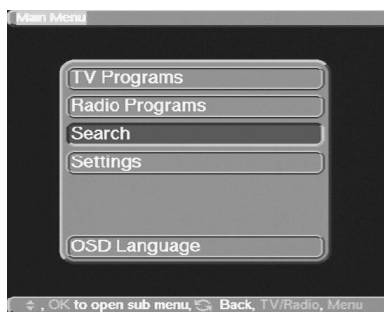 Main Menu
TV Programs
Radio Programs
Search
Settings
OSD Language
, OK to open sub menu, Back, TV/Radio, Menu